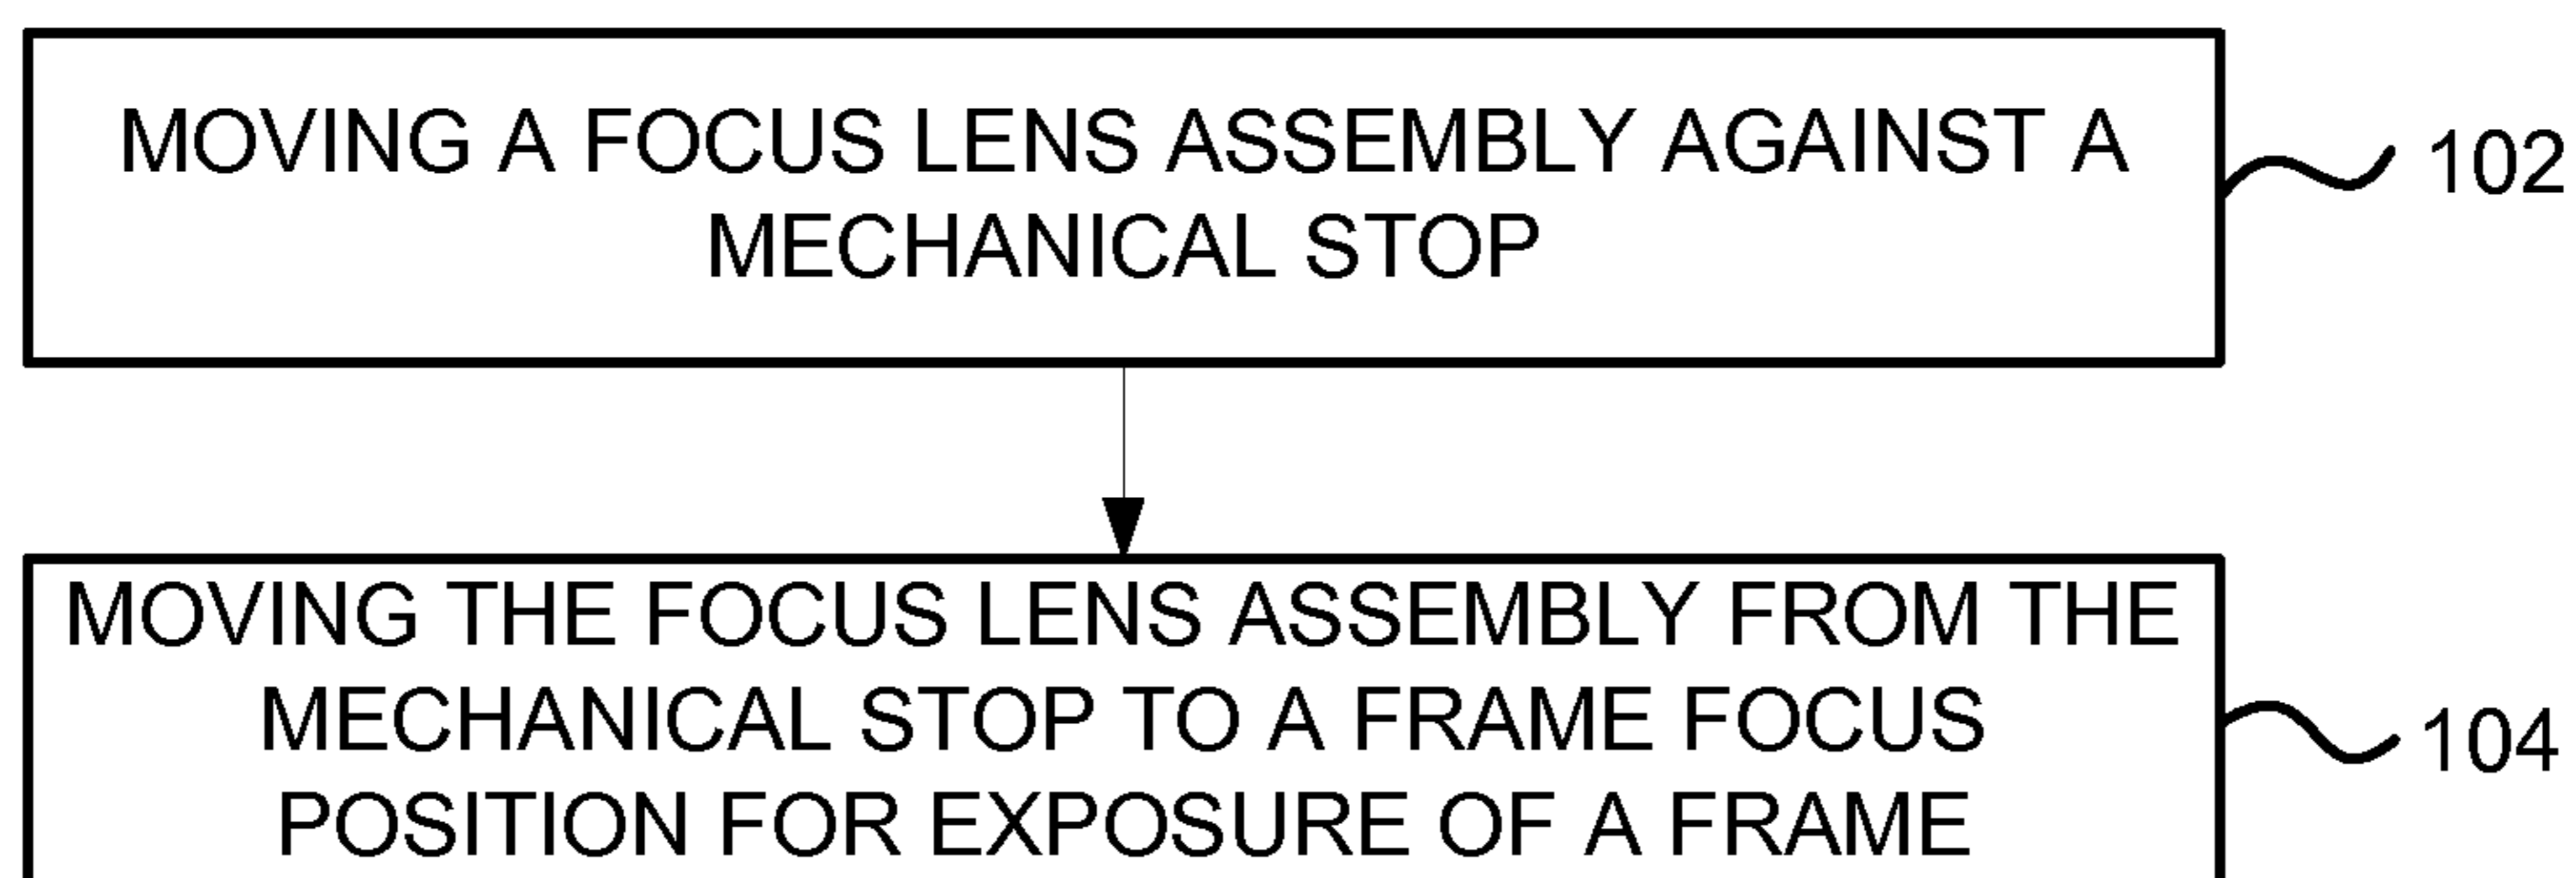 MOVING A FOCUS LENS ASSEMBLY AGAINST A
MECHANICAL STOP
102
MOVING THE FOCUS LENS ASSEMBLY FROM THE
MECHANICAL STOP TO A FRAME FOCUS
POSITION FOR EXPOSURE OF A FRAME
104